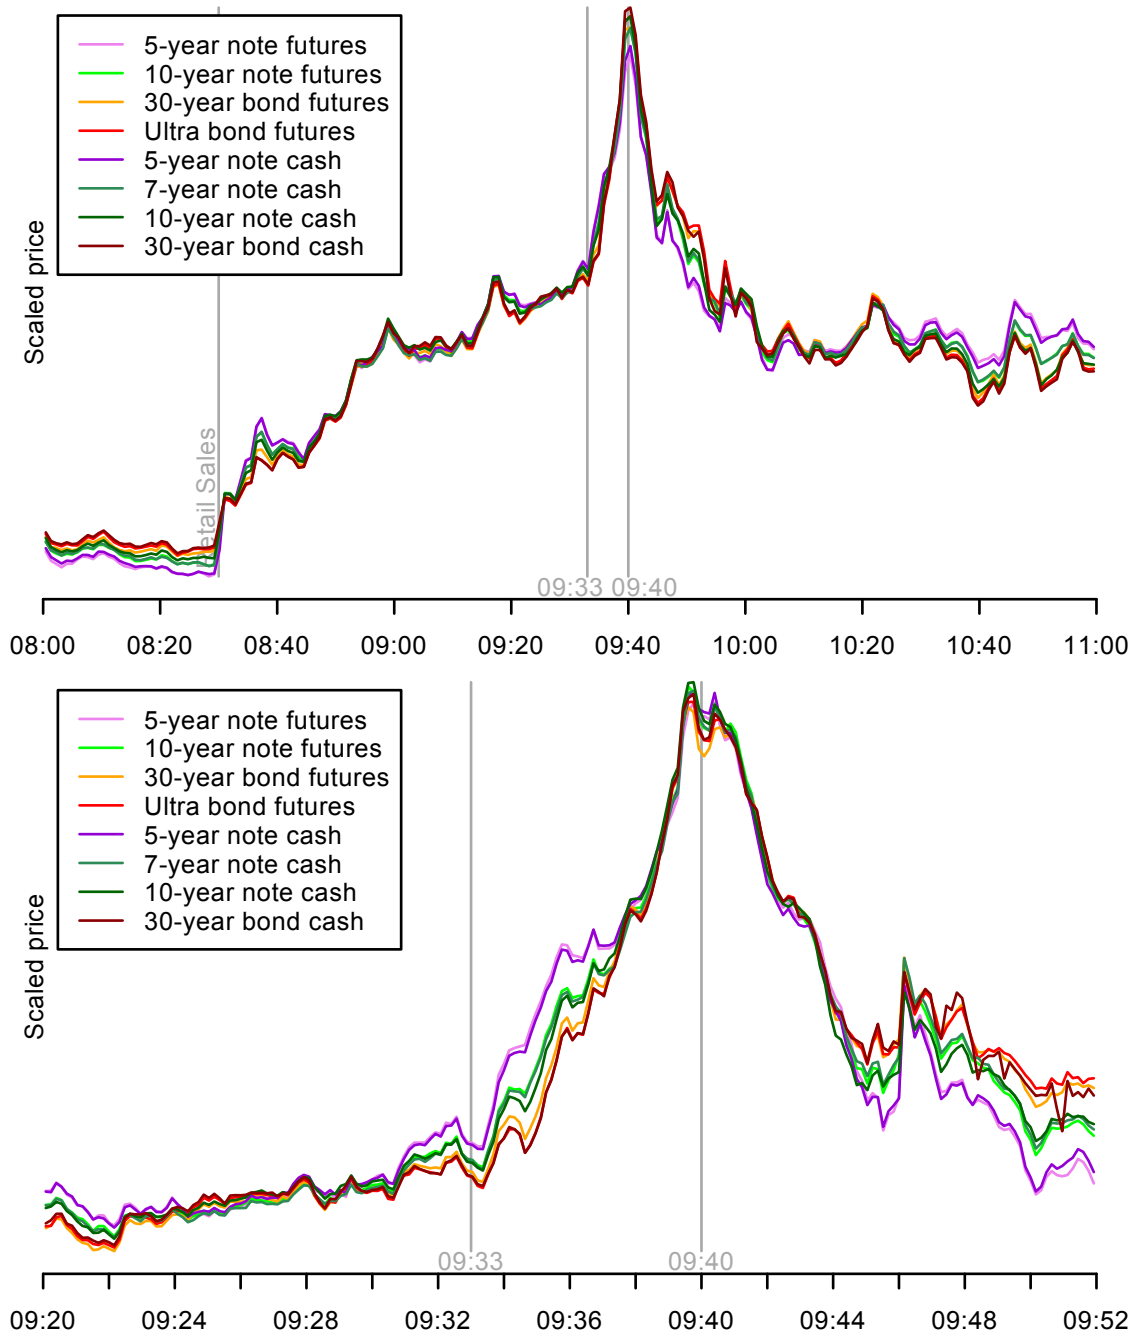 5-year note futures
10-year note futures
30-year bond futures
Ultra bond futures
5-year note cash
7-year note cash
10-year note cash
30-year bond cash
Scaled price
Retail Sales
09:33 09:40
08:00 08:20 08:40 09:00 09:20 09:40 10:00 10:20 10:40 11:00
5-year note futures
10-year note futures
30-year bond futures
Ultra bond futures
5-year note cash
7-year note cash
10-year note cash
30-year bond cash
Scaled price
09:33 09:40
09:20 09:24 09:28 09:32 09:36 09:40 09:44 09:48 09:52